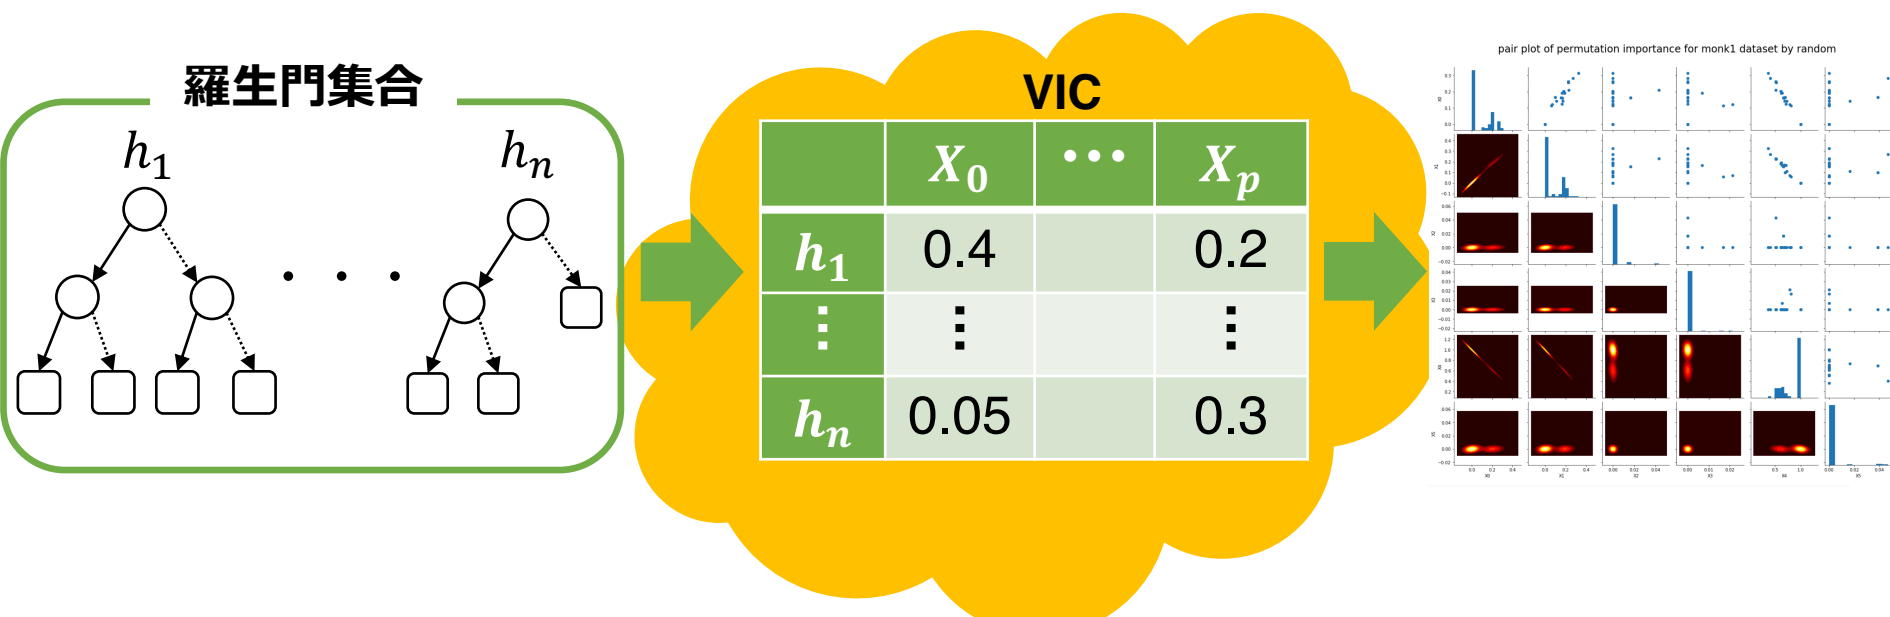 羅生門集合
h₁
hₙ
VIC
X₀ ... Xₚ
h₁ 0.4 0.2
⋮ ⋮ ⋮
hₙ 0.05 0.3
pair plot of permutation importance for monk1 dataset by random